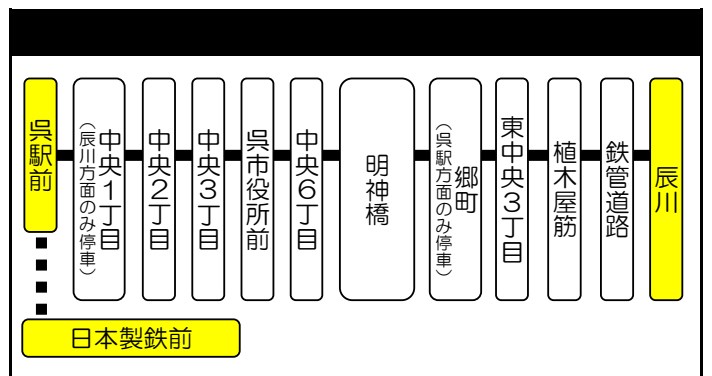 呉駅前
中央1丁目
（辰川方面のみ停車）
中央2丁目
中央3丁目
呉市役所前
中央6丁目
明神橋
郷町
（呉駅方面のみ停車）
東中央3丁目
植木屋筋
鉄管道路
辰川
日本製鉄前